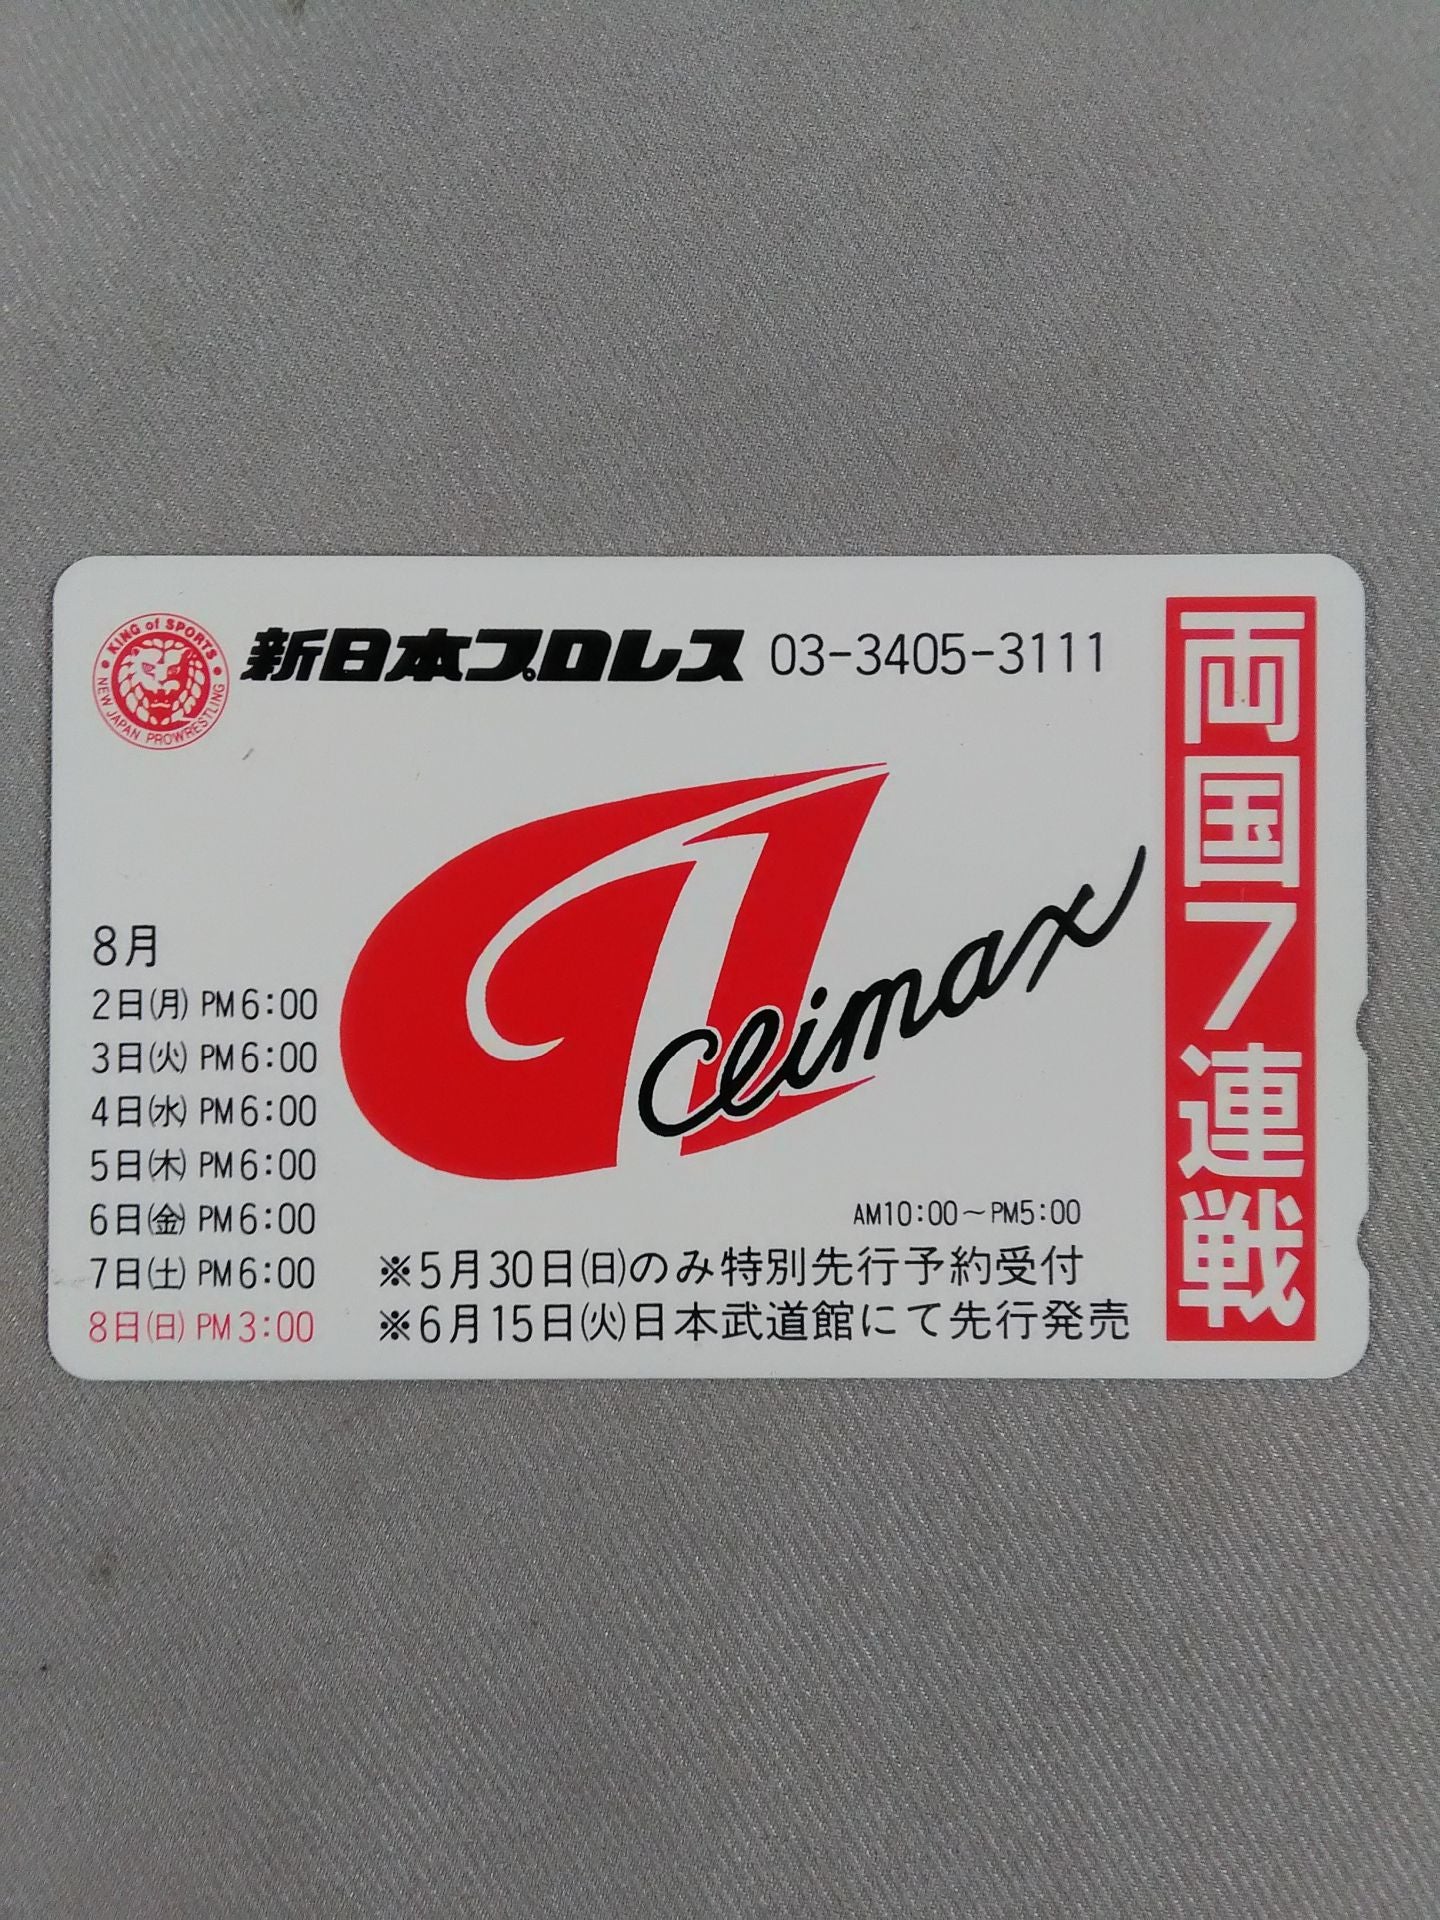 KING of SPORTS
NEW JAPAN PROWRESTLING
新日本プロレス 03-3405-3111
両国7連戦
G1 Climax
8月
2日(月) PM6:00
3日(火) PM6:00
4日(水) PM6:00
5日(木) PM6:00
6日(金) PM6:00
7日(土) PM6:00
8日(日) PM3:00
AM10:00～PM5:00
※5月30日(日)のみ特別先行予約受付
※6月15日(火)日本武道館にて先行発売